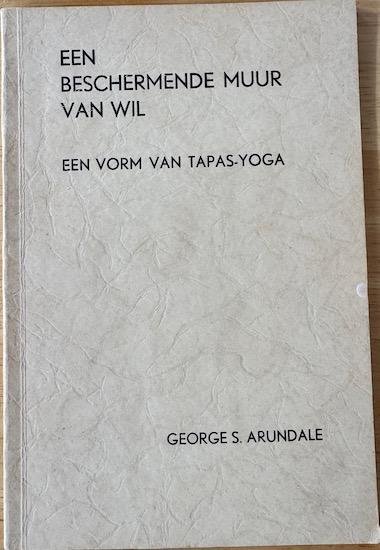 EEN
BESCHERMENDE MUUR
VAN WIL
EEN VORM VAN TAPAS-YOGA
GEORGE S. ARUNDALE